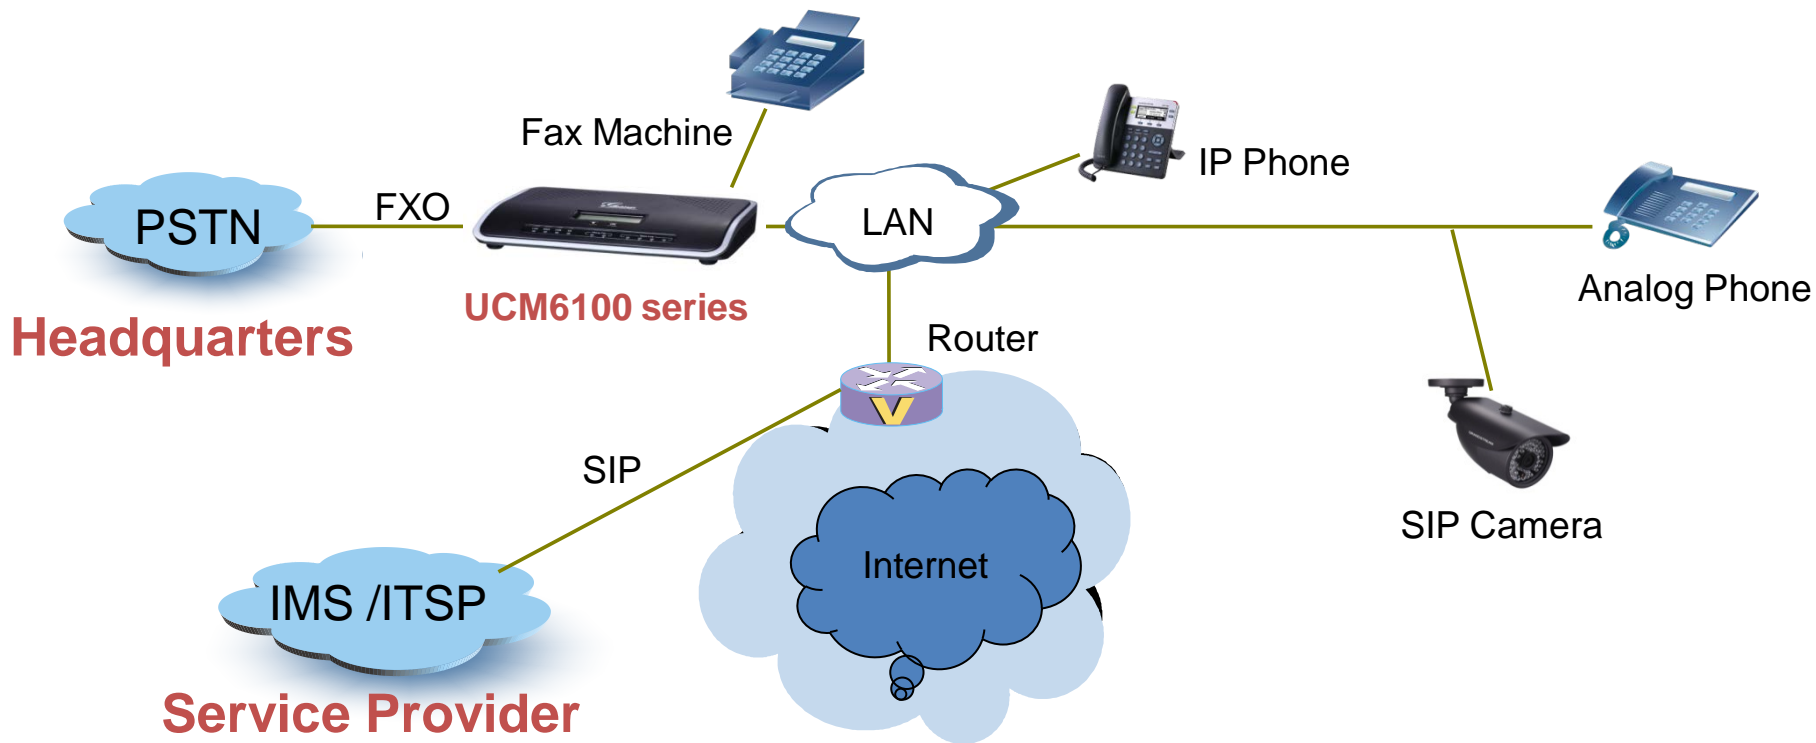 Fax Machine
IP Phone
PSTN
FXO
LAN
UCM6100 series
Analog Phone
Headquarters
Router
V
SIP
SIP Camera
Internet
IMS /ITSP
Service Provider